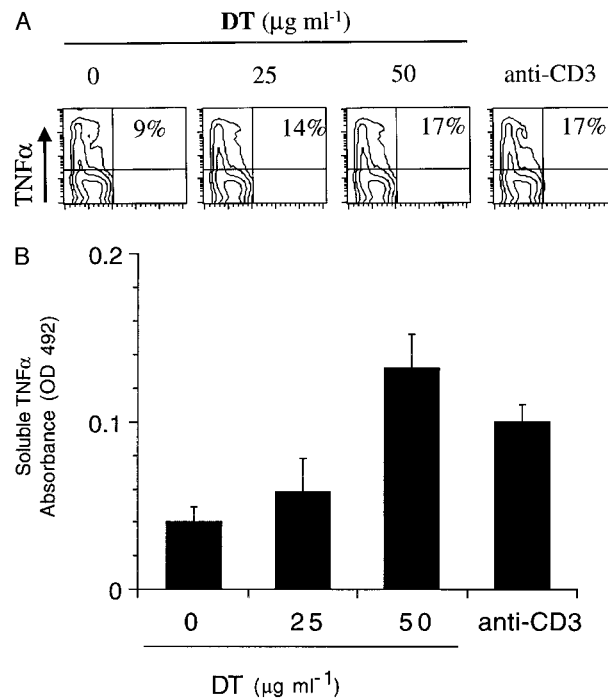 A
DT (µg ml⁻¹)
0 25 50 anti-CD3
TNFα
9% 14% 17% 17%
B
0.2
0.1
0
Soluble TNFα
Absorbance (OD 492)
0 25 50 anti-CD3
DT (µg ml⁻¹)